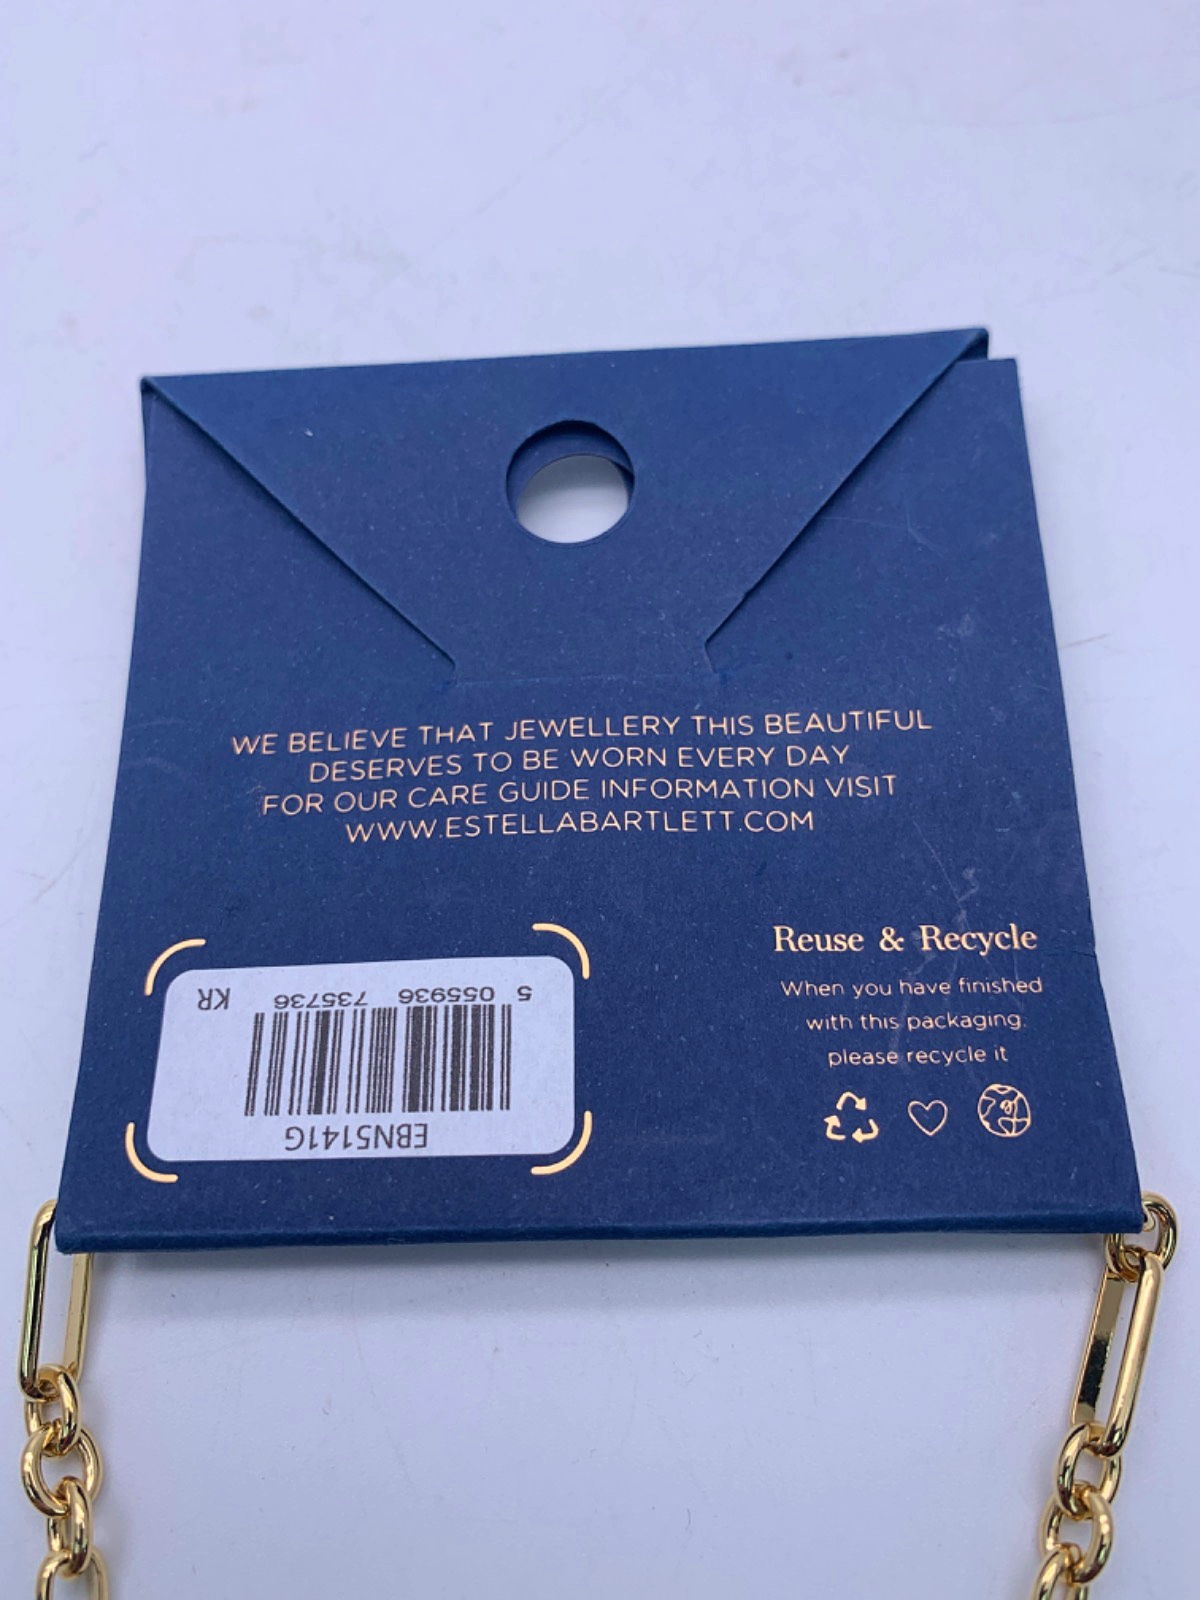 WE BELIEVE THAT JEWELLERY THIS BEAUTIFUL
DESERVES TO BE WORN EVERY DAY
FOR OUR CARE GUIDE INFORMATION VISIT
WWW.ESTELLABARTLETT.COM
Reuse & Recycle
When you have finished
with this packaging,
please recycle it
EBN5141G
5 055936 735736 KR